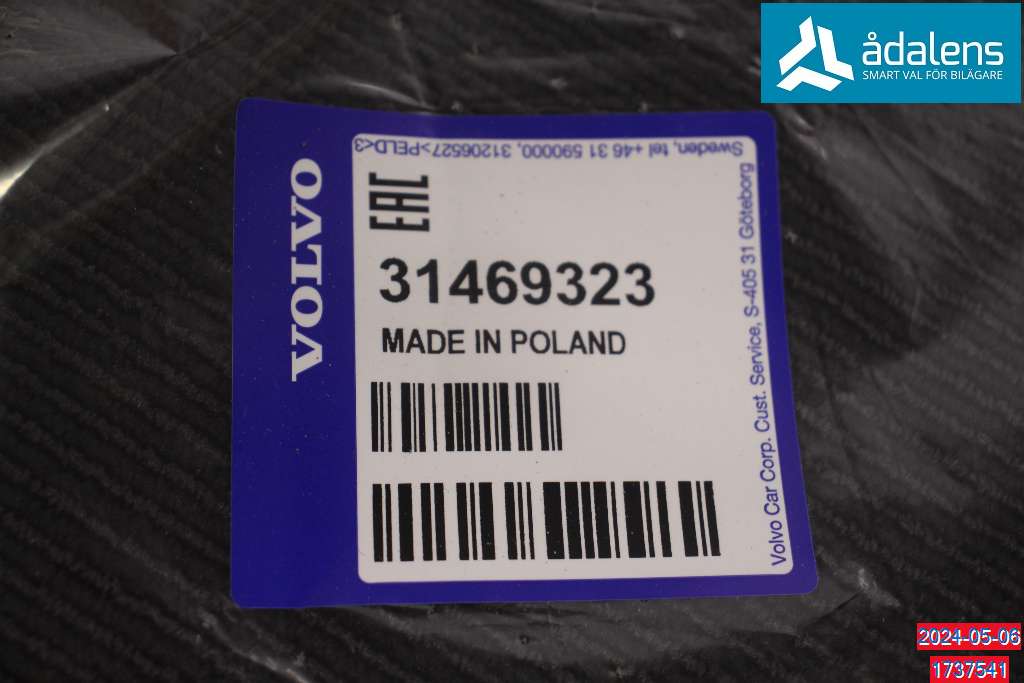 ådalens
SMART VAL FÖR BILÄGARE
VOLVO
Volvo Car Corp. Cust. Service, S-405 31 Göteborg
Sweden, tel +46 31 590000, 31206527>PELD<3
EAC
31469323
MADE IN POLAND
2024-05-06
1737541